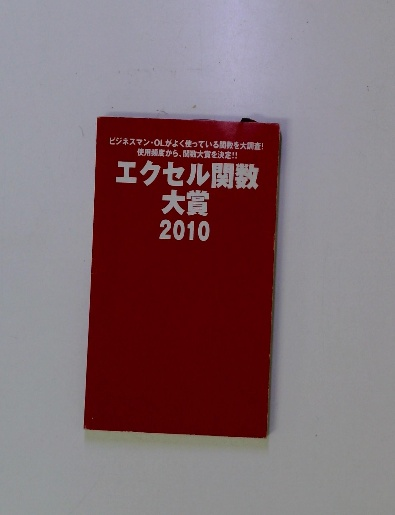 ビジネスマン・OLがよく使っている関数を大調査!
使用頻度から、関数大賞を決定!!
エクセル関数
大賞
2010